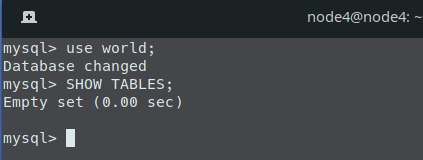 node4@node4: ~
mysql> use world;
Database changed
mysql> SHOW TABLES;
Empty set (0.00 sec)
mysql>